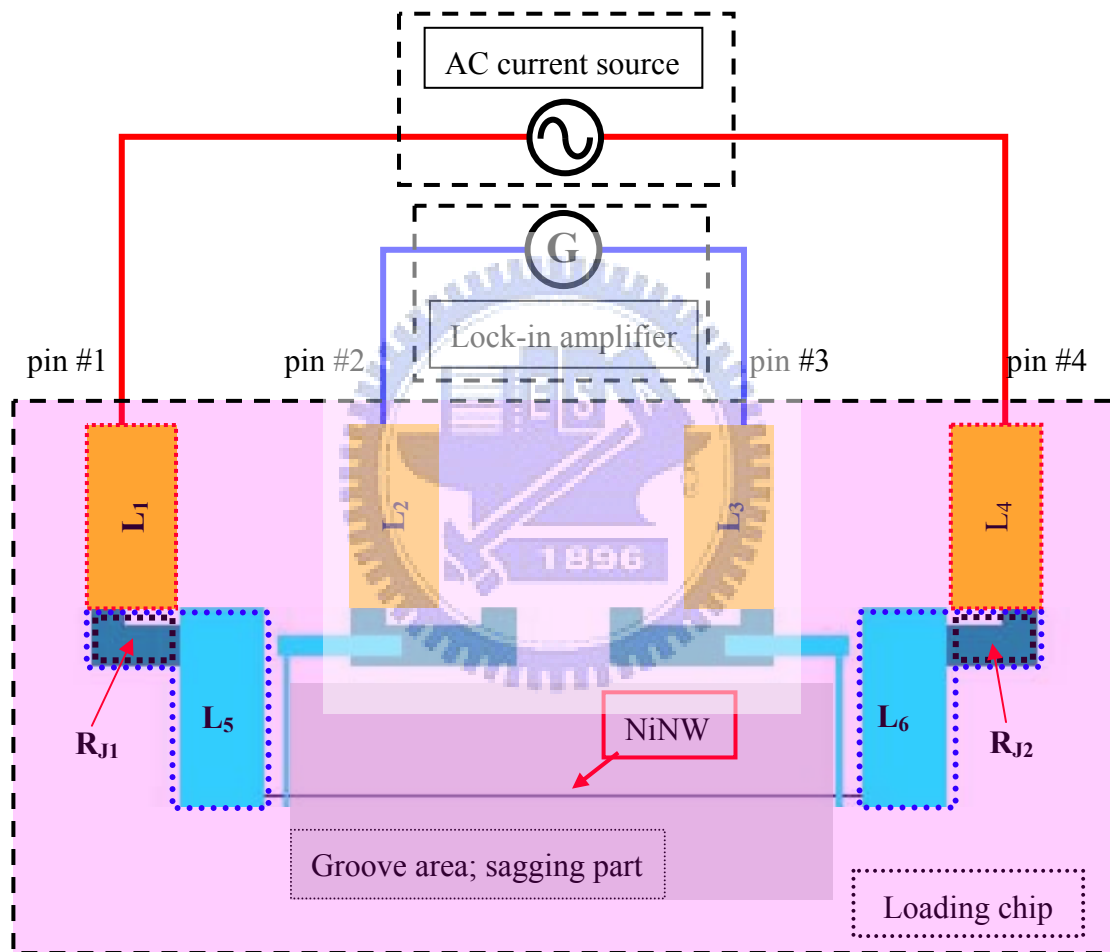 AC current source
G
Lock-in amplifier
pin #1
pin #2
pin #3
pin #4
L1
L2
L3
L4
ES
1896
L5
L6
RJ1
NiNW
RJ2
Groove area; sagging part
Loading chip